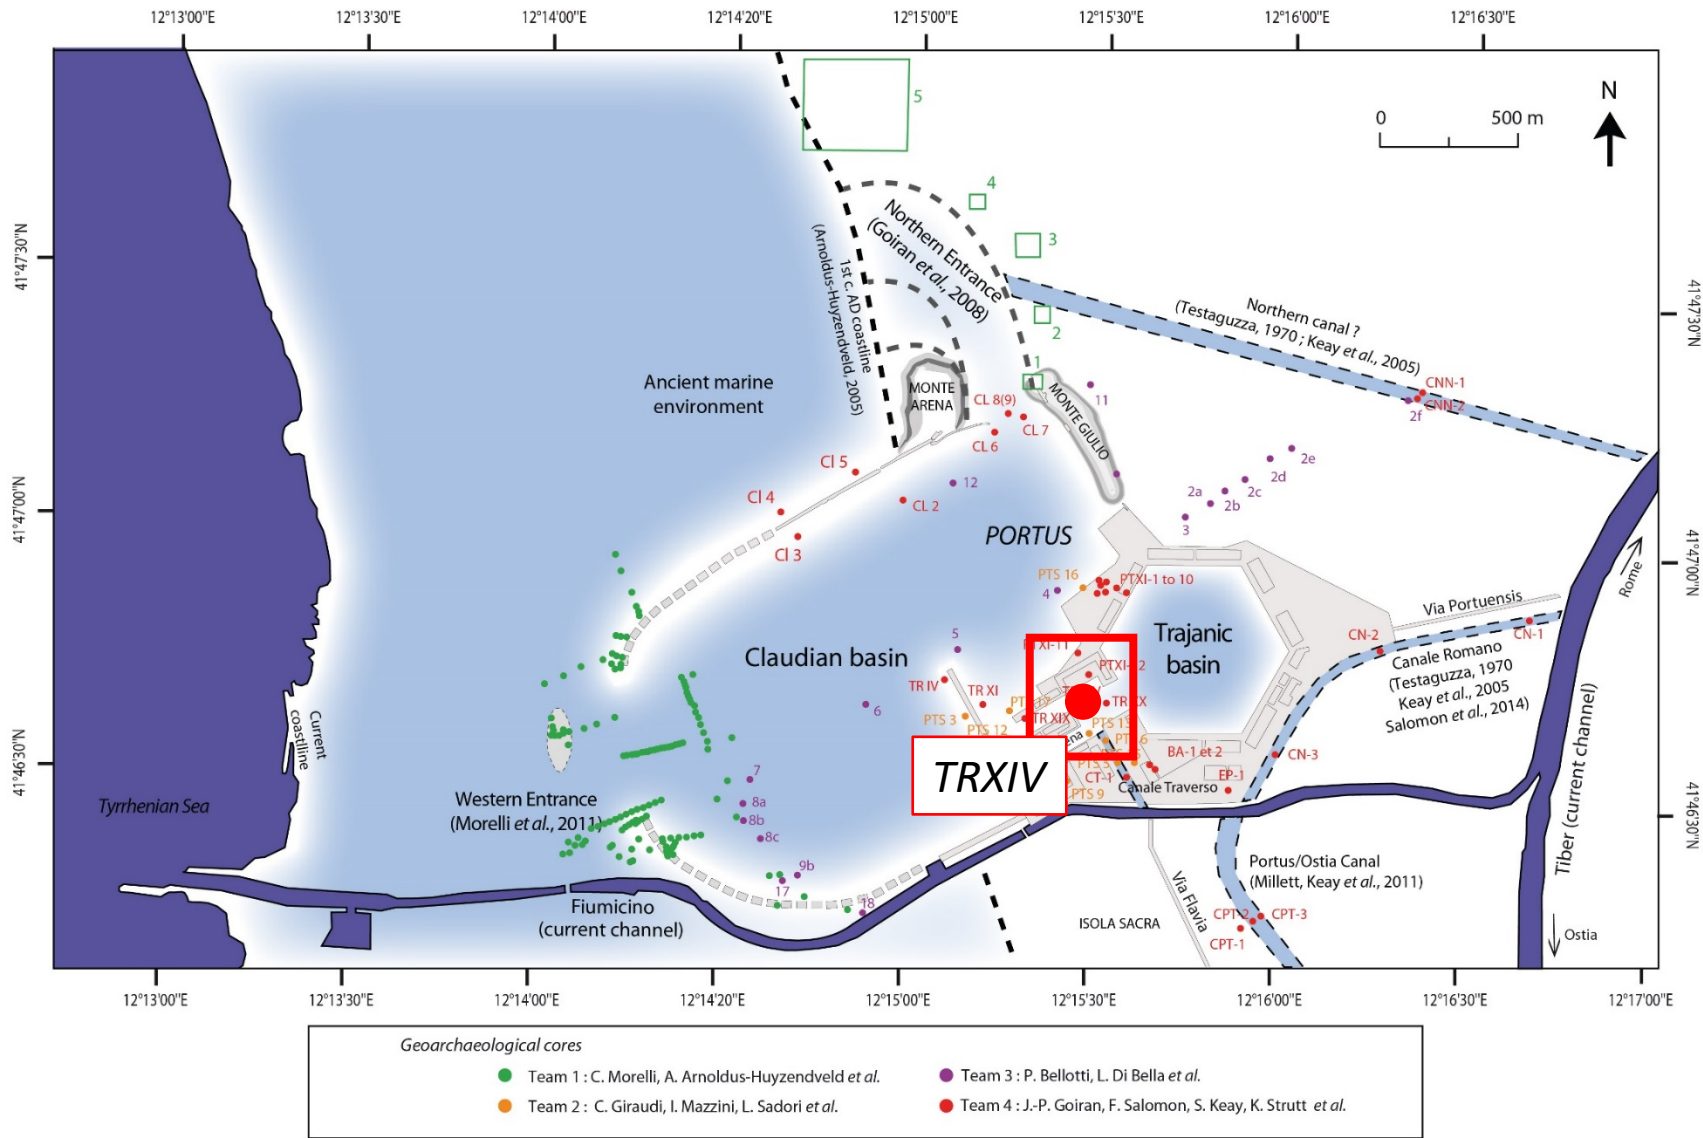 12°13'00"E
12°13'30"E
12°14'00"E
12°14'20"E
12°15'00"E
12°15'30"E
12°16'00"E
12°16'30"E
5
N
0
500 m
4
3
2
1
Northern Entrance
(Goiran et al., 2008)
1st c. AD coastline
(Arnoldus-Huyzendveld, 2005)
41°47'30"N
41°47'30"N
Northern canal ?
(Testaguzza, 1970 ; Keay et al., 2005)
Ancient marine
environment
MONTE
ARENA
MONTE GIULIO
11
CL 8(9)
CL 7
CL 6
CNN-1
CNN-2
2f
Cl 5
12
CL 2
Cl 4
Cl 3
2e
2d
2c
2a
2b
3
41°47'00"N
41°47'00"N
PORTUS
PTS 16
4
PTXI-1 to 10
Rome
Via Portuensis
CN-1
CN-2
Canale Romano
(Testaguzza, 1970
Keay et al., 2005
Salomon et al., 2014)
Trajanic
basin
Claudian basin
5
PTXI-11
TR IV
TR XI
TR XIX
PTS 3
PTS 12
6
TRXIV
BA-1 et 2
CN-3
EP-1
CT-1
PTS 9
Canale Traverso
41°46'30"N
41°46'30"N
Current
coastline
Tyrrhenian Sea
Western Entrance
(Morelli et al., 2011)
7
8a
8b
8c
9b
17
18
Fiumicino
(current channel)
Via Flavia
ISOLA SACRA
Portus/Ostia Canal
(Millett, Keay et al., 2011)
CPT-2
CPT-3
CPT-1
Tiber (current channel)
Ostia
12°13'00"E
12°13'30"E
12°14'00"E
12°14'20"E
12°15'00"E
12°15'30"E
12°16'00"E
12°16'30"E
12°17'00"E
Geoarchaeological cores
Team 1 : C. Morelli, A. Arnoldus-Huyzendveld et al.
Team 2 : C. Giraudi, I. Mazzini, L. Sadori et al.
Team 3 : P. Bellotti, L. Di Bella et al.
Team 4 : J.-P. Goiran, F. Salomon, S. Keay, K. Strutt et al.